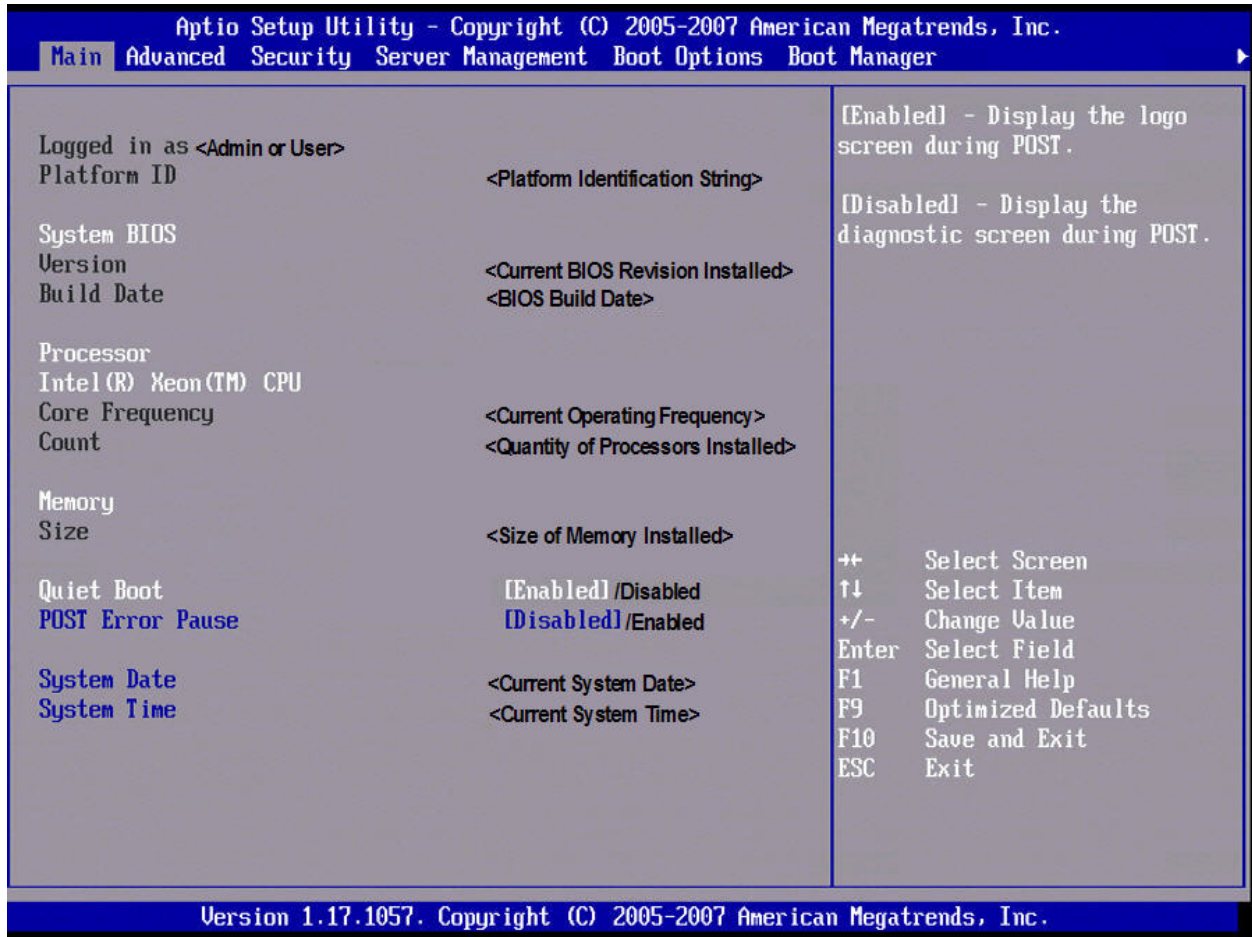 Aptio Setup Utility - Copyright (C) 2005-2007 American Megatrends, Inc.
Main Advanced Security Server Management Boot Options Boot Manager
Logged in as <Admin or User>
Platform ID <Platform Identification String>
System BIOS
Version <Current BIOS Revision Installed>
Build Date <BIOS Build Date>
Processor
Intel(R) Xeon(TM) CPU
Core Frequency <Current Operating Frequency>
Count <Quantity of Processors Installed>
Memory
Size <Size of Memory Installed>
Quiet Boot [Enabled]/Disabled
POST Error Pause [Disabled]/Enabled
System Date <Current System Date>
System Time <Current System Time>
[Enabled] - Display the logo
screen during POST.
[Disabled] - Display the
diagnostic screen during POST.
→← Select Screen
↑↓ Select Item
+/- Change Value
Enter Select Field
F1 General Help
F9 Optimized Defaults
F10 Save and Exit
ESC Exit
Version 1.17.1057. Copyright (C) 2005-2007 American Megatrends, Inc.